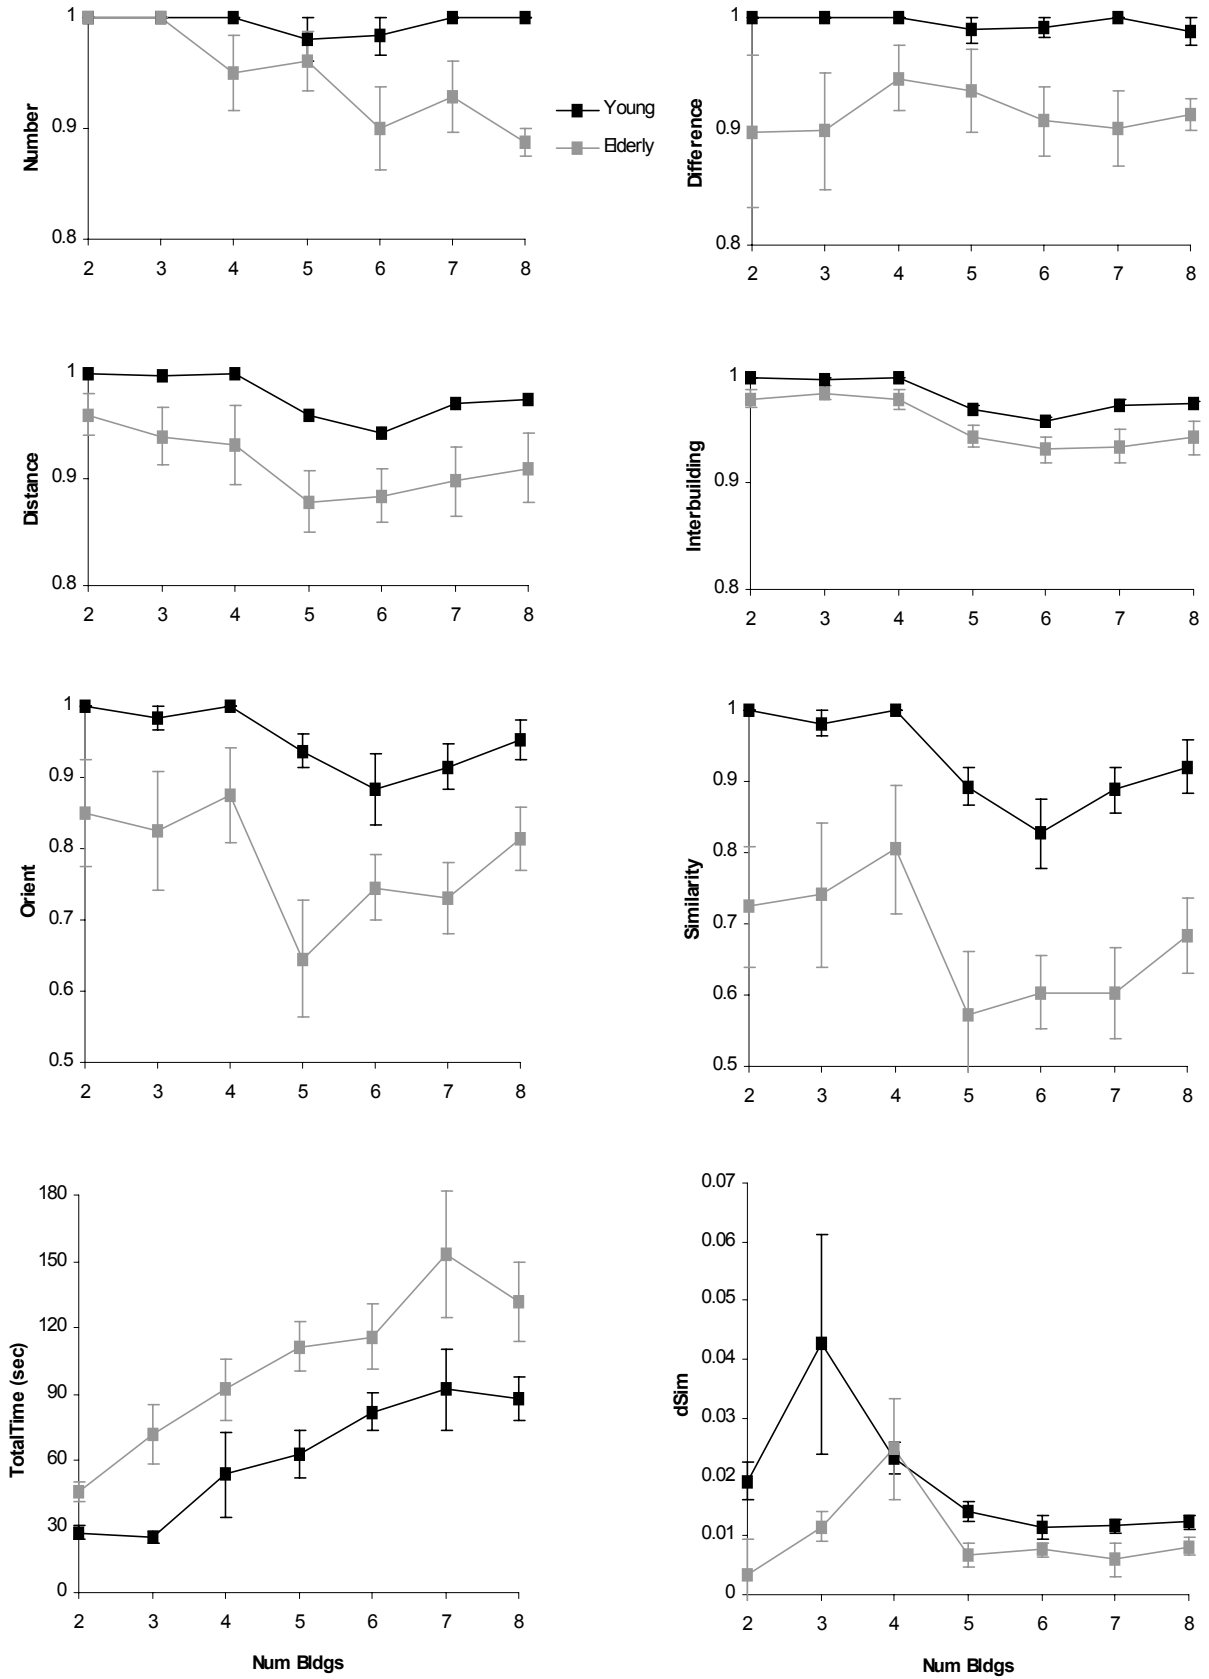 1
0.9
0.8
Number
2 3 4 5 6 7 8
Young
Elderly
1
0.9
0.8
Difference
2 3 4 5 6 7 8
1
0.9
0.8
Distance
2 3 4 5 6 7 8
1
0.9
0.8
Interbuilding
2 3 4 5 6 7 8
1
0.9
0.8
0.7
0.6
0.5
Orient
2 3 4 5 6 7 8
1
0.9
0.8
0.7
0.6
0.5
Similarity
2 3 4 5 6 7 8
180
150
120
90
60
30
0
TotalTime (sec)
2 3 4 5 6 7 8
Num Bldgs
0.07
0.06
0.05
0.04
0.03
0.02
0.01
0
dSim
2 3 4 5 6 7 8
Num Bldgs